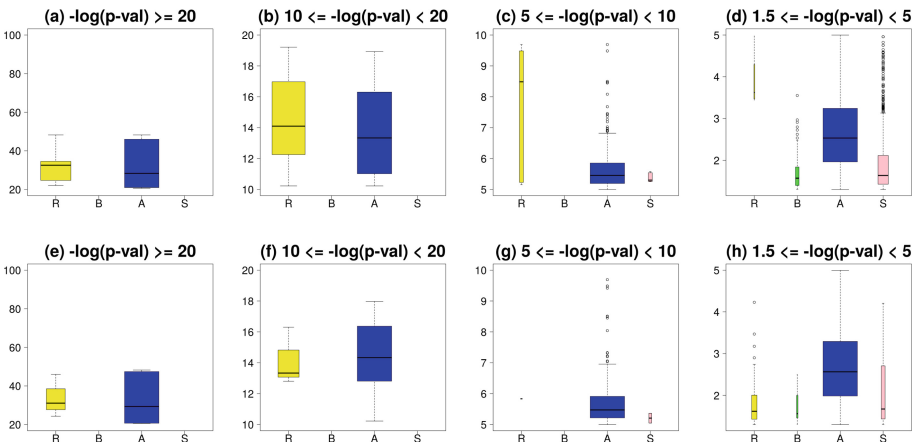 (a) -log(p-val) >= 20
(b) 10 <= -log(p-val) < 20
(c) 5 <= -log(p-val) < 10
(d) 1.5 <= -log(p-val) < 5
100
80
60
40
20
R B A S
20
18
16
14
12
10
R B A S
10
9
8
7
6
5
R B A S
5
4
3
2
R B A S
(e) -log(p-val) >= 20
(f) 10 <= -log(p-val) < 20
(g) 5 <= -log(p-val) < 10
(h) 1.5 <= -log(p-val) < 5
100
80
60
40
20
R B A S
20
18
16
14
12
10
R B A S
10
9
8
7
6
5
R B A S
5
4
3
2
R B A S